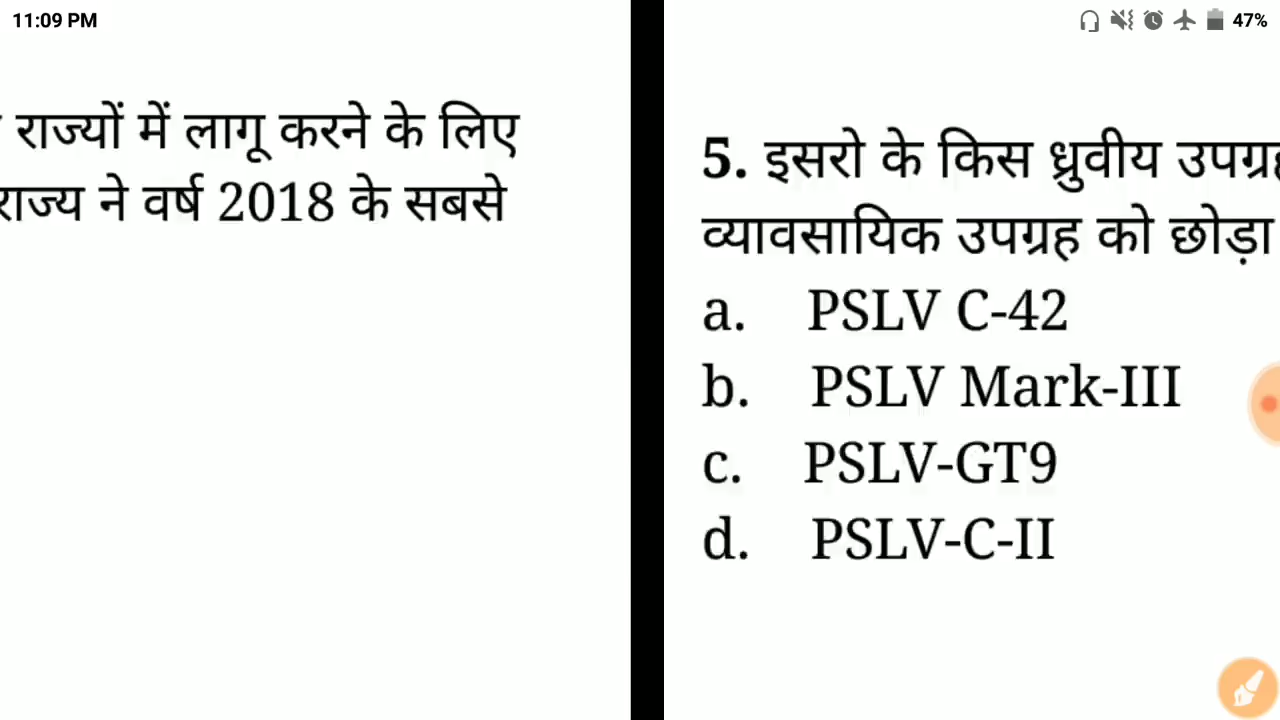 11:09 PM
47%
राज्यों में लागू करने के लिए
राज्य ने वर्ष 2018 के सबसे
5. इसरो के किस ध्रुवीय
व्यावसायिक उपग्रह को छोड़ा
a. PSLV C-42
b. PSLV Mark-III
c. PSLV-GT9
d. PSLV-C-II